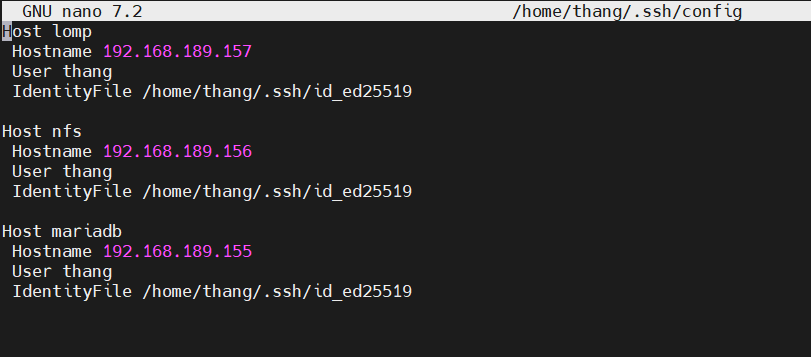 GNU nano 7.2 /home/thang/.ssh/config
Host lomp
Hostname 192.168.189.157
User thang
IdentityFile /home/thang/.ssh/id_ed25519
Host nfs
Hostname 192.168.189.156
User thang
IdentityFile /home/thang/.ssh/id_ed25519
Host mariadb
Hostname 192.168.189.155
User thang
IdentityFile /home/thang/.ssh/id_ed25519